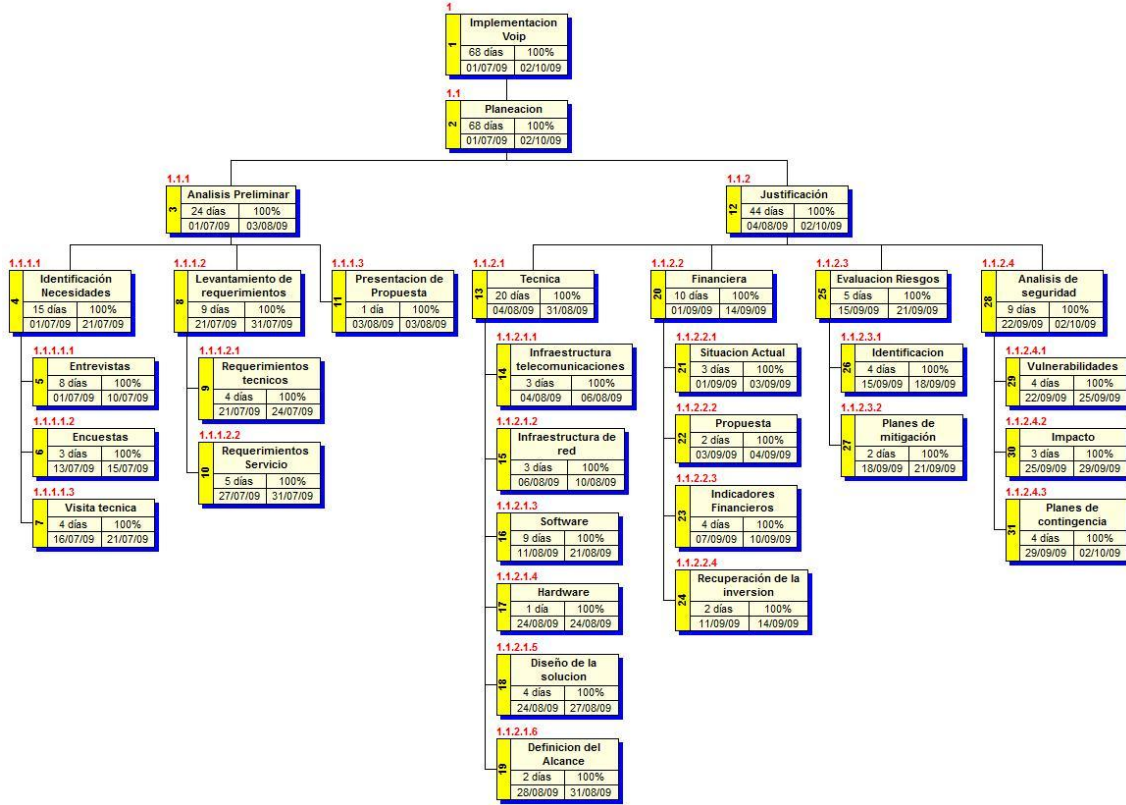 1
1
Implementacion
Voip
68 días 100%
01/07/09 02/10/09
1.1
2
Planeacion
68 días 100%
01/07/09 02/10/09
1.1.1
3
Analisis Preliminar
24 días 100%
01/07/09 03/08/09
1.1.2
12
Justificación
44 días 100%
04/08/09 02/10/09
1.1.1.1
4
Identificación
Necesidades
15 días 100%
01/07/09 21/07/09
1.1.1.1.1
5
Entrevistas
8 días 100%
01/07/09 10/07/09
1.1.1.1.2
6
Encuestas
3 días 100%
13/07/09 15/07/09
1.1.1.1.3
7
Visita tecnica
4 días 100%
16/07/09 21/07/09
1.1.1.2
8
Levantamiento de
requerimientos
9 días 100%
21/07/09 31/07/09
1.1.1.2.1
9
Requerimientos
tecnicos
4 días 100%
21/07/09 24/07/09
1.1.1.2.2
10
Requerimientos
Servicio
5 días 100%
27/07/09 31/07/09
1.1.1.3
11
Presentacion de
Propuesta
1 día 100%
03/08/09 03/08/09
1.1.2.1
13
Tecnica
20 días 100%
04/08/09 31/08/09
1.1.2.1.1
14
Infraestructura
telecomunicaciones
3 días 100%
04/08/09 06/08/09
1.1.2.1.2
15
Infraestructura de
red
3 días 100%
06/08/09 10/08/09
1.1.2.1.3
16
Software
9 días 100%
11/08/09 21/08/09
1.1.2.1.4
17
Hardware
1 día 100%
24/08/09 24/08/09
1.1.2.1.5
18
Diseño de la
solucion
4 días 100%
24/08/09 27/08/09
1.1.2.1.6
19
Definicion del
Alcance
2 días 100%
28/08/09 31/08/09
1.1.2.2
20
Financiera
10 días 100%
01/09/09 14/09/09
1.1.2.2.1
21
Situacion Actual
3 días 100%
01/09/09 03/09/09
1.1.2.2.2
22
Propuesta
2 días 100%
03/09/09 04/09/09
1.1.2.2.3
23
Indicadores
Financieros
4 días 100%
07/09/09 10/09/09
1.1.2.2.4
24
Recuperación de la
inversion
2 días 100%
11/09/09 14/09/09
1.1.2.3
25
Evaluacion Riesgos
5 días 100%
15/09/09 21/09/09
1.1.2.3.1
26
Identificacion
4 días 100%
15/09/09 18/09/09
1.1.2.3.2
27
Planes de
mitigación
2 días 100%
18/09/09 21/09/09
1.1.2.4
28
Analisis de
seguridad
9 días 100%
22/09/09 02/10/09
1.1.2.4.1
29
Vulnerabilidades
4 días 100%
22/09/09 25/09/09
1.1.2.4.2
30
Impacto
3 días 100%
25/09/09 29/09/09
1.1.2.4.3
31
Planes de
contingencia
4 días 100%
29/09/09 02/10/09